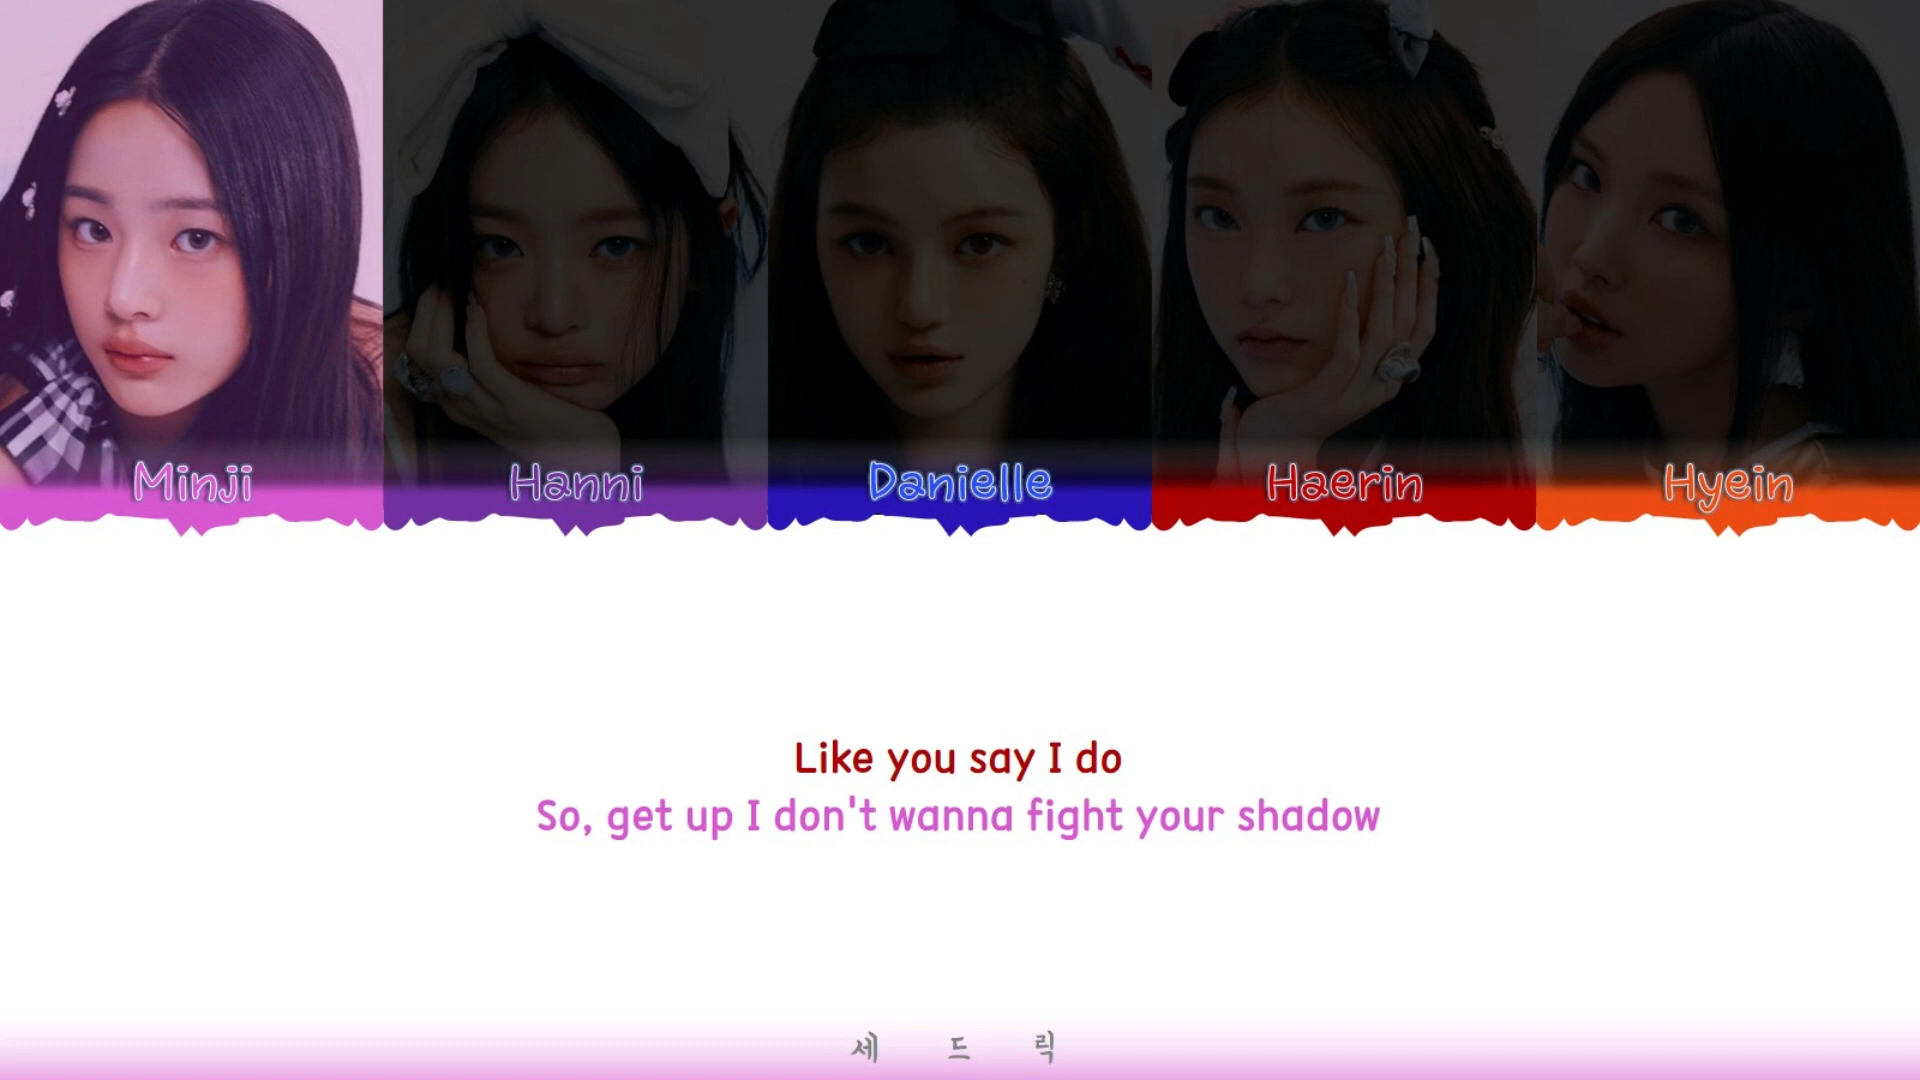 Minji Hanni Danielle Haerin Hyein
Like you say I do
So, get up I don't wanna fight your shadow
세 드 릭